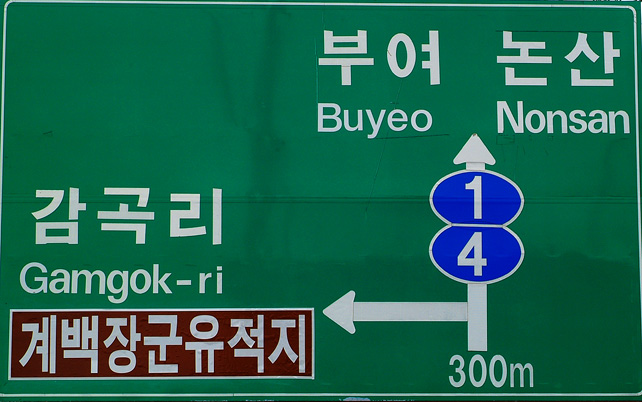 부여 논산
Buyeo Nonsan
1
4
감곡리
Gamgok-ri
계백장군유적지
300m